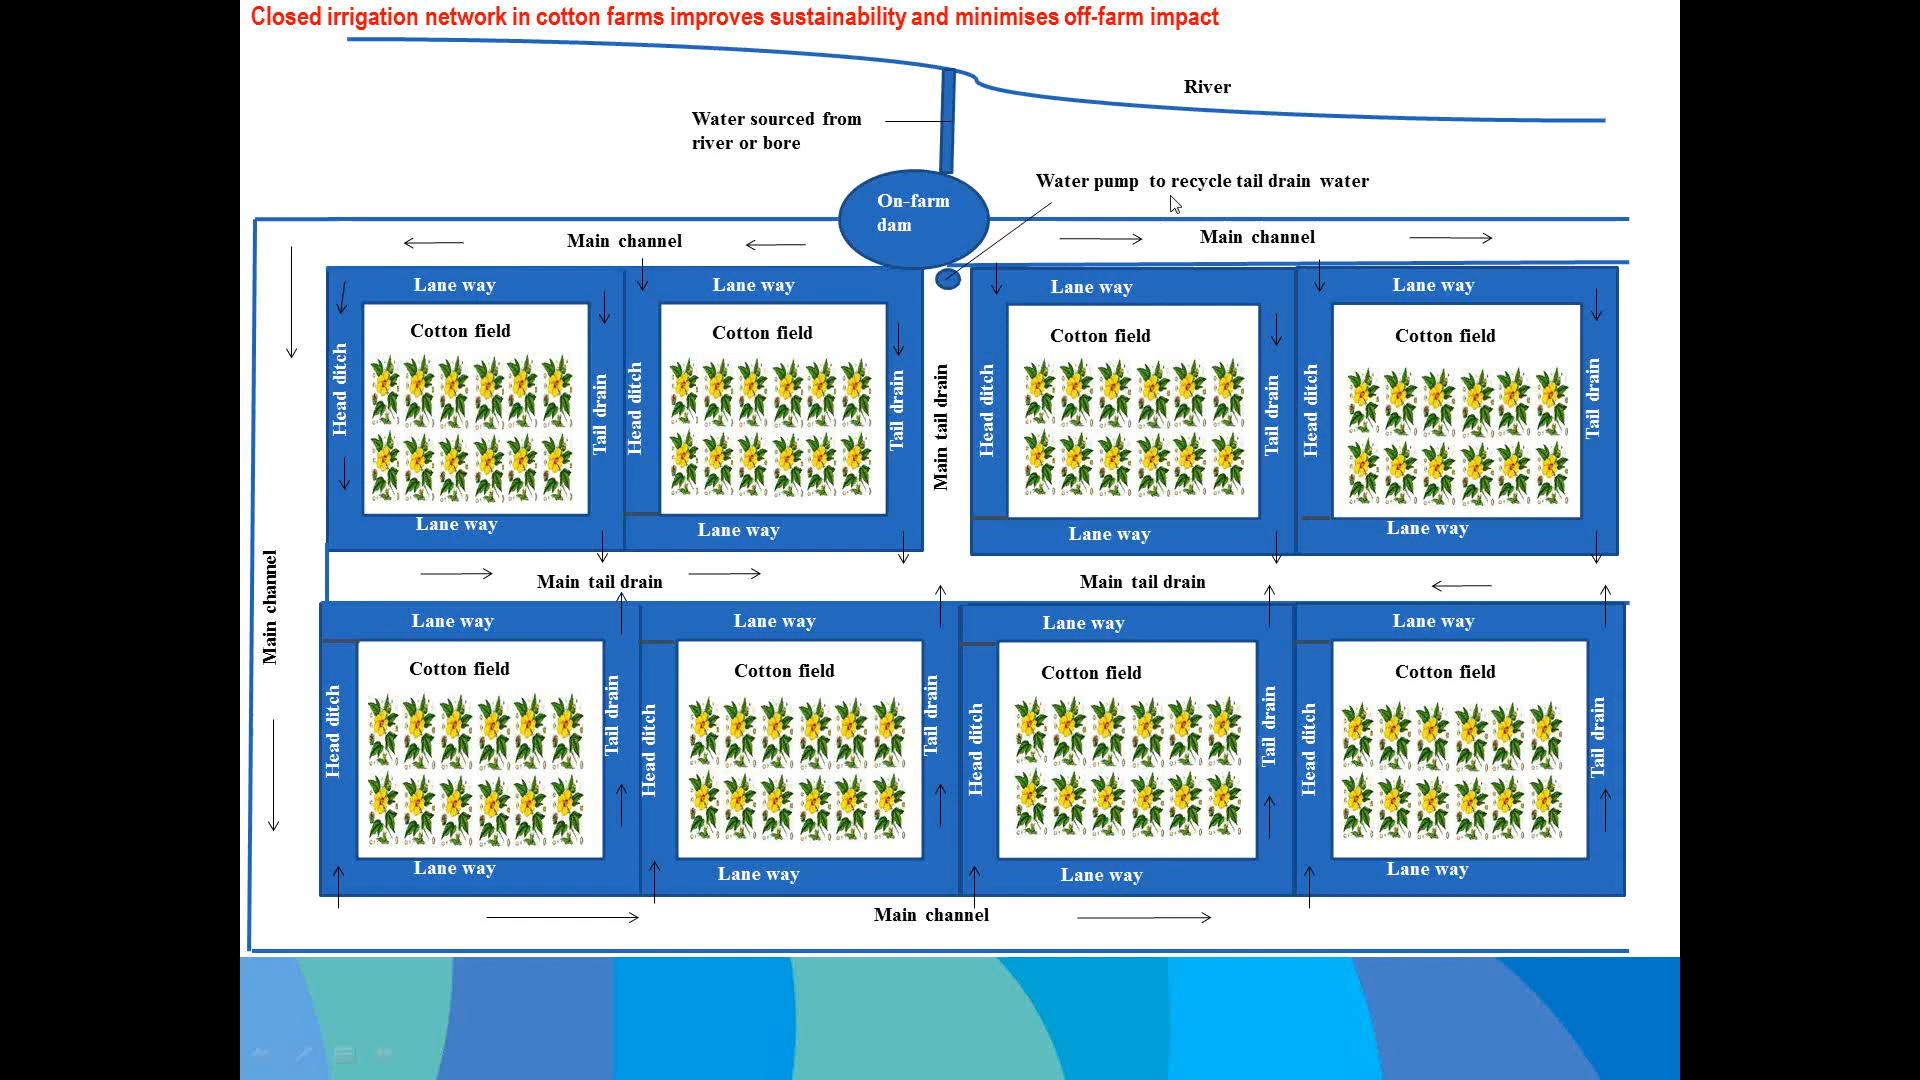 Closed irrigation network in cotton farms improves sustainability and minimises off-farm impact
River
Water sourced from
river or bore
Water pump to recycle tail drain water
On-farm
dam
Main channel
Main channel
Lane way
Lane way
Lane way
Lane way
Cotton field
Cotton field
Cotton field
Cotton field
Head ditch
Tail drain
Head ditch
Tail drain
Main tail drain
Head ditch
Tail drain
Head ditch
Tail drain
Lane way
Lane way
Lane way
Lane way
Main channel
Main tail drain
Main tail drain
Lane way
Lane way
Lane way
Lane way
Cotton field
Cotton field
Cotton field
Cotton field
Head ditch
Tail drain
Head ditch
Tail drain
Head ditch
Tail drain
Head ditch
Tail drain
Lane way
Lane way
Lane way
Lane way
Main channel